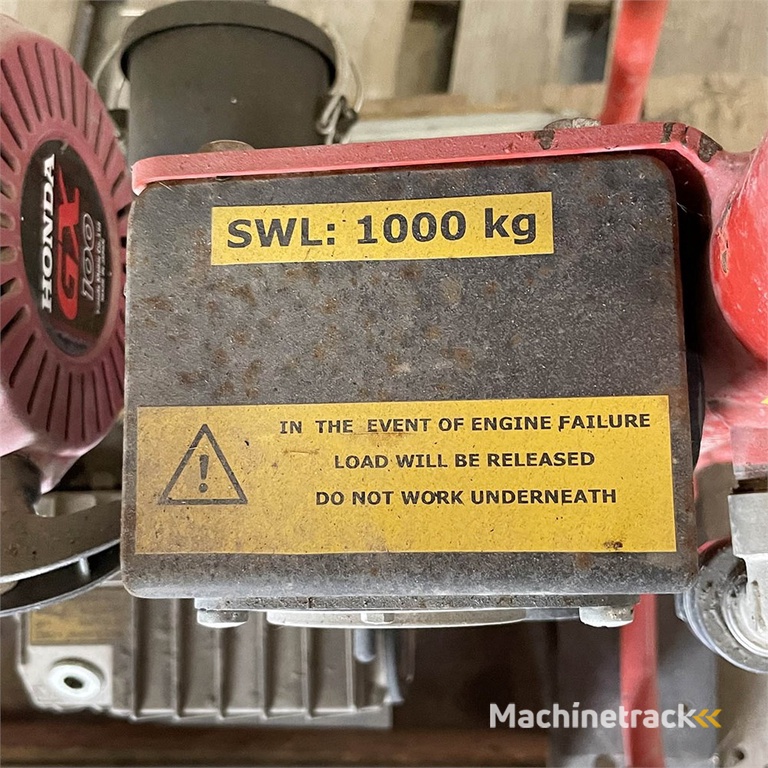 SWL: 1000 kg
IN THE EVENT OF ENGINE FAILURE
LOAD WILL BE RELEASED
DO NOT WORK UNDERNEATH
!
HONDA
GX
100
Machinetrack